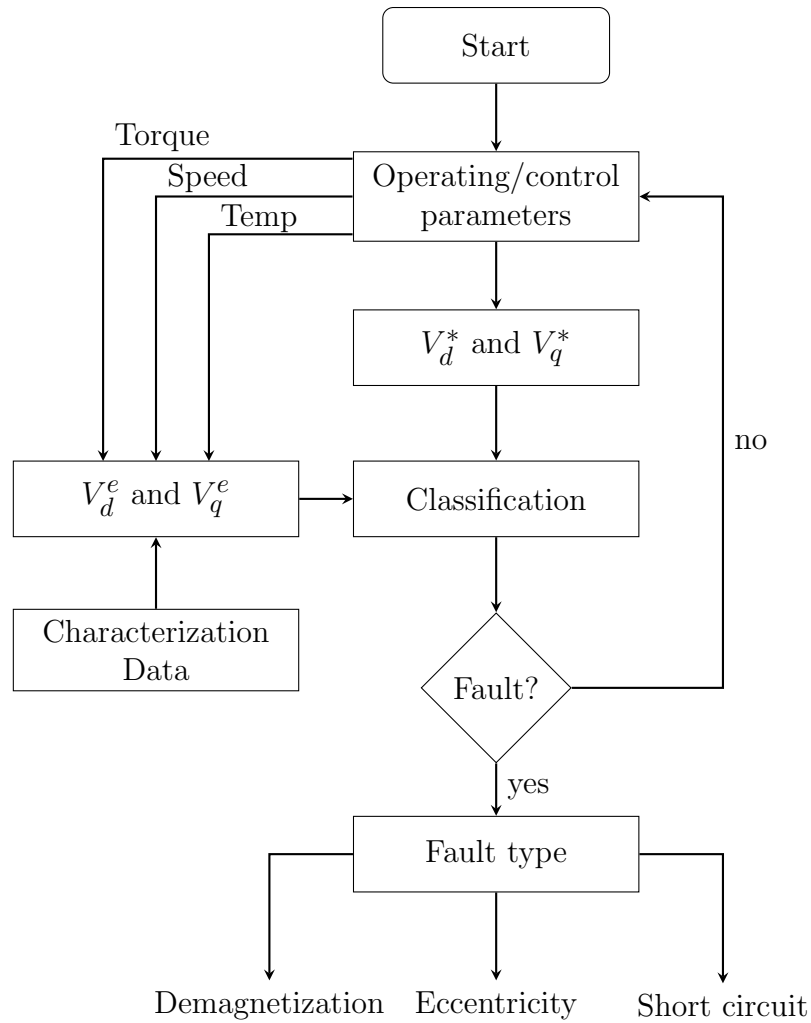 Start
Torque
Speed
Temp
Operating/control
parameters
V_d^* and V_q^*
no
V_d^e and V_q^e
Classification
Characterization
Data
Fault?
yes
Fault type
Demagnetization
Eccentricity
Short circuit